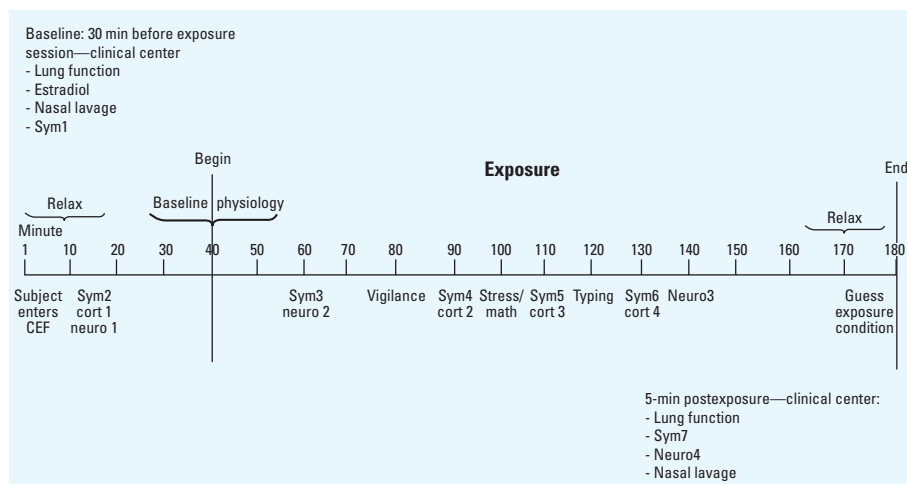 Baseline: 30 min before exposure
session—clinical center
- Lung function
- Estradiol
- Nasal lavage
- Sym1
Begin
Exposure
End
Relax
Baseline physiology
Relax
Minute
1 10 20 30 40 50 60 70 80 90 100 110 120 130 140 150 160 170 180
Subject
enters
CEF
Sym2
cort 1
neuro 1
Sym3
neuro 2
Vigilance
Sym4
cort 2
Stress/
math
Sym5
cort 3
Typing
Sym6
cort 4
Neuro3
Guess
exposure
condition
5-min postexposure—clinical center:
- Lung function
- Sym7
- Neuro4
- Nasal lavage